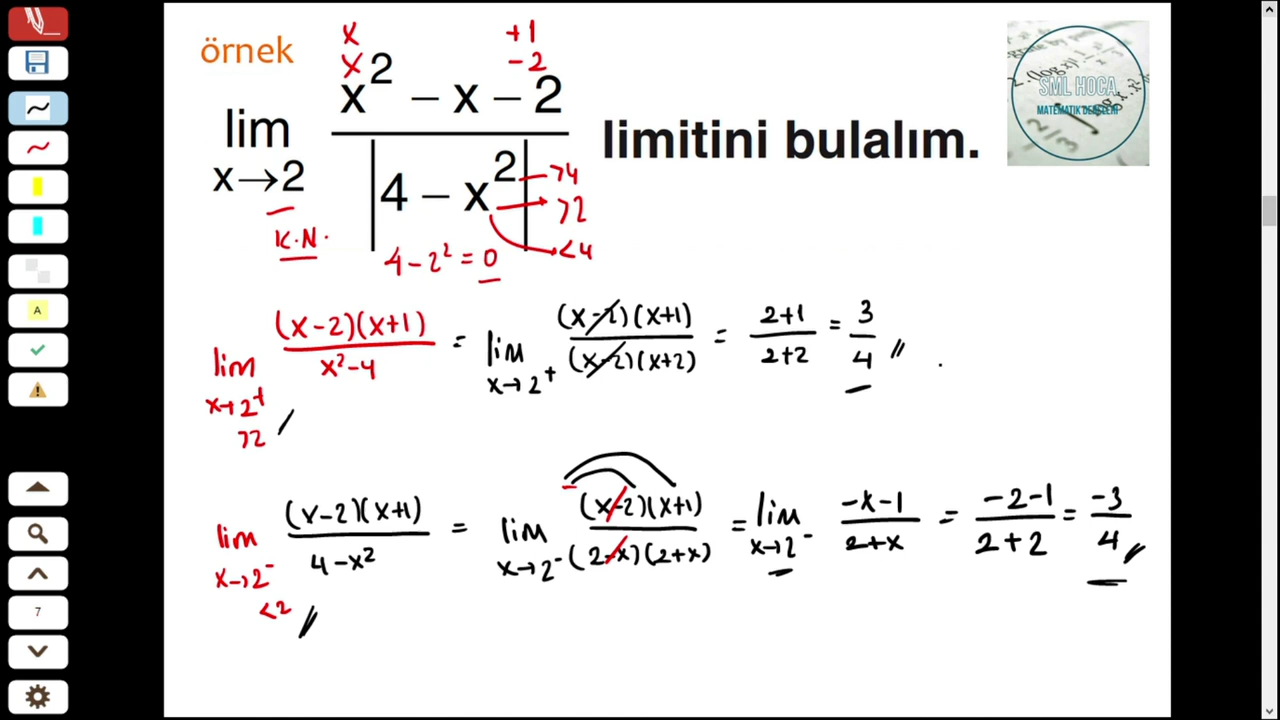 örnek
x +1
x -2
lim x→2 x² − x − 2 / |4 − x²| limitini bulalım.
>4
>2
<4
K.N.
4-2² = 0
SML HOCA
MATEMATİK DERSLERİ
lim x→2⁺ (x-2)(x+1) / x²-4 = lim x→2⁺ (x-2)(x+1) / (x-2)(x+2) = 2+1 / 2+2 = 3/4 //
>2
lim x→2⁻ (x-2)(x+1) / 4-x² = lim x→2⁻ -(x-2)(x+1) / (2-x)(2+x) = lim x→2⁻ -x-1 / 2+x = -2-1 / 2+2 = -3/4 //
<2
A
7